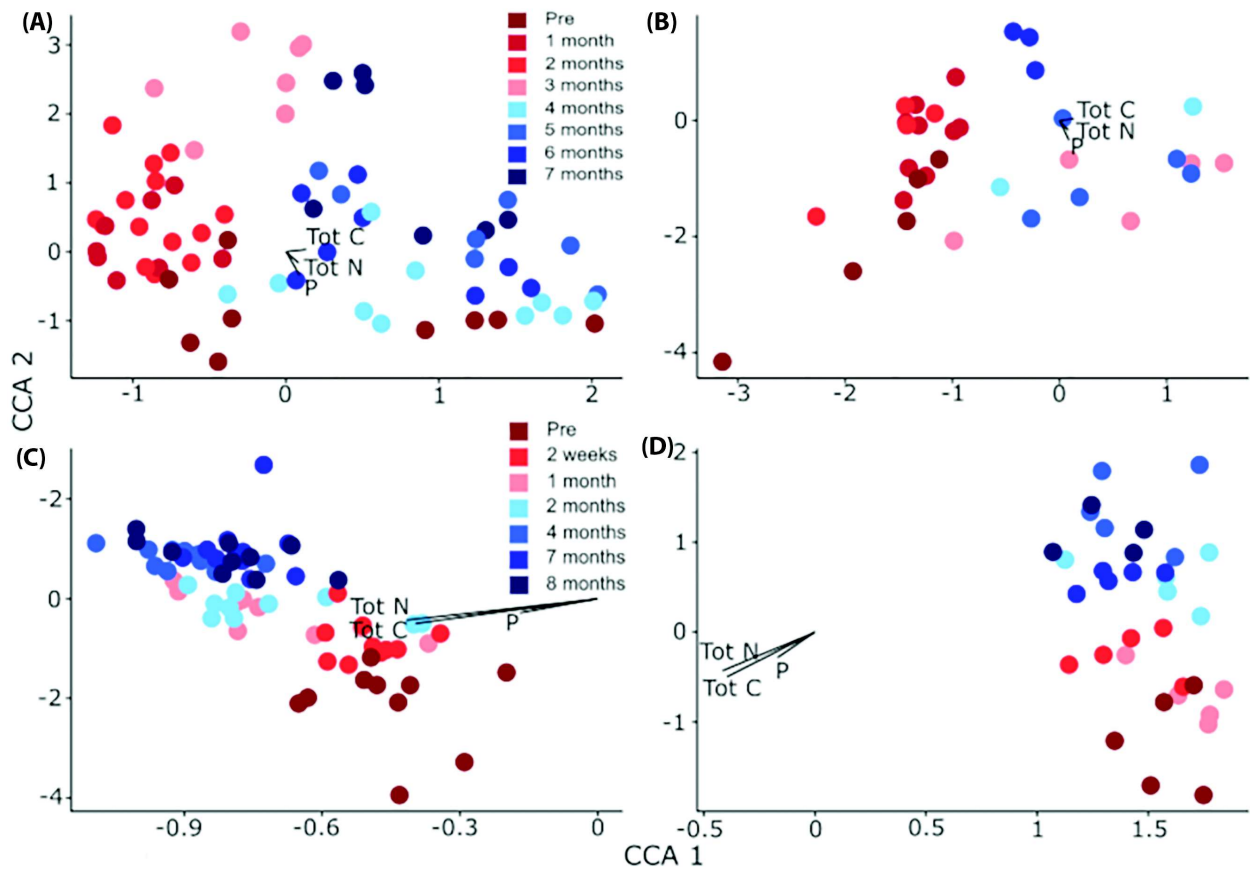 (A)
3
2
1
0
-1
-1
0
1
2
Pre
1 month
2 months
3 months
4 months
5 months
6 months
7 months
Tot C
Tot N
P
(B)
0
-2
-4
-3
-2
-1
0
1
Tot C
Tot N
P
CCA 2
(C)
-2
0
-2
-4
-0.9
-0.6
-0.3
0
Pre
2 weeks
1 month
2 months
4 months
7 months
8 months
Tot N
Tot C
P
(D)
2
1
0
-1
-0.5
0
0.5
1
1.5
Tot N
Tot C
P
CCA 1